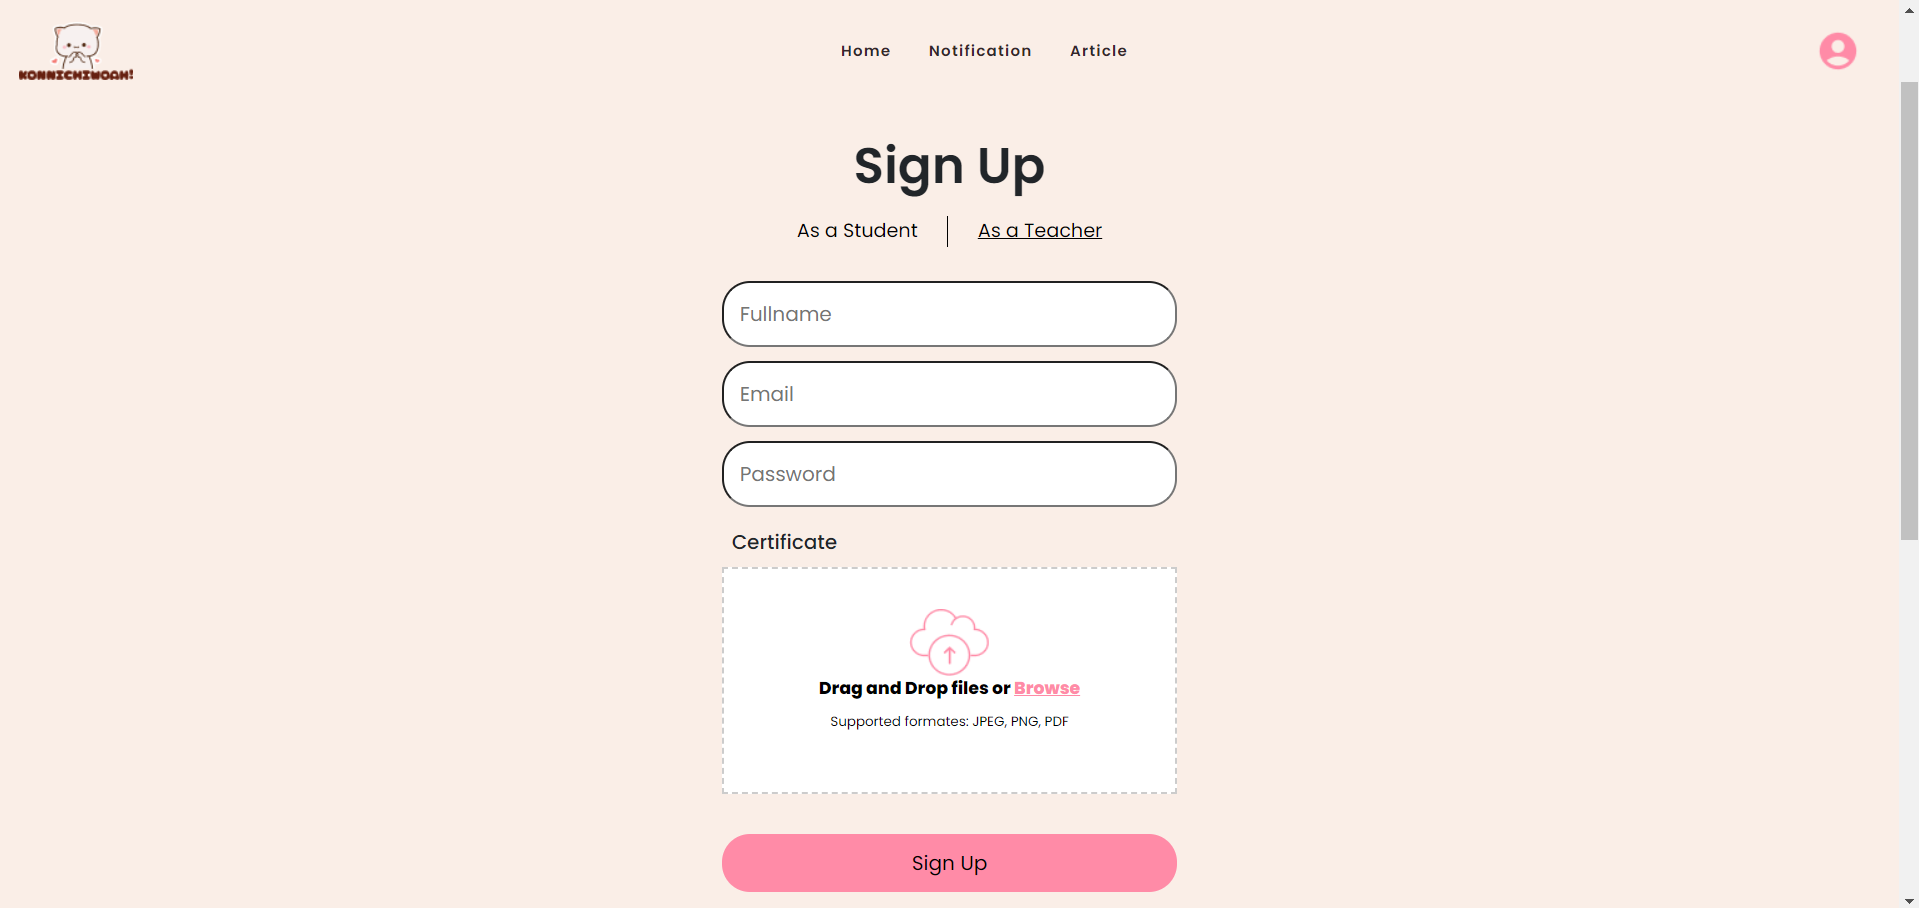 KONNICHIWOAH!
Home Notification Article
Sign Up
As a Student As a Teacher
Fullname
Email
Password
Certificate
Drag and Drop files or Browse
Supported formates: JPEG, PNG, PDF
Sign Up